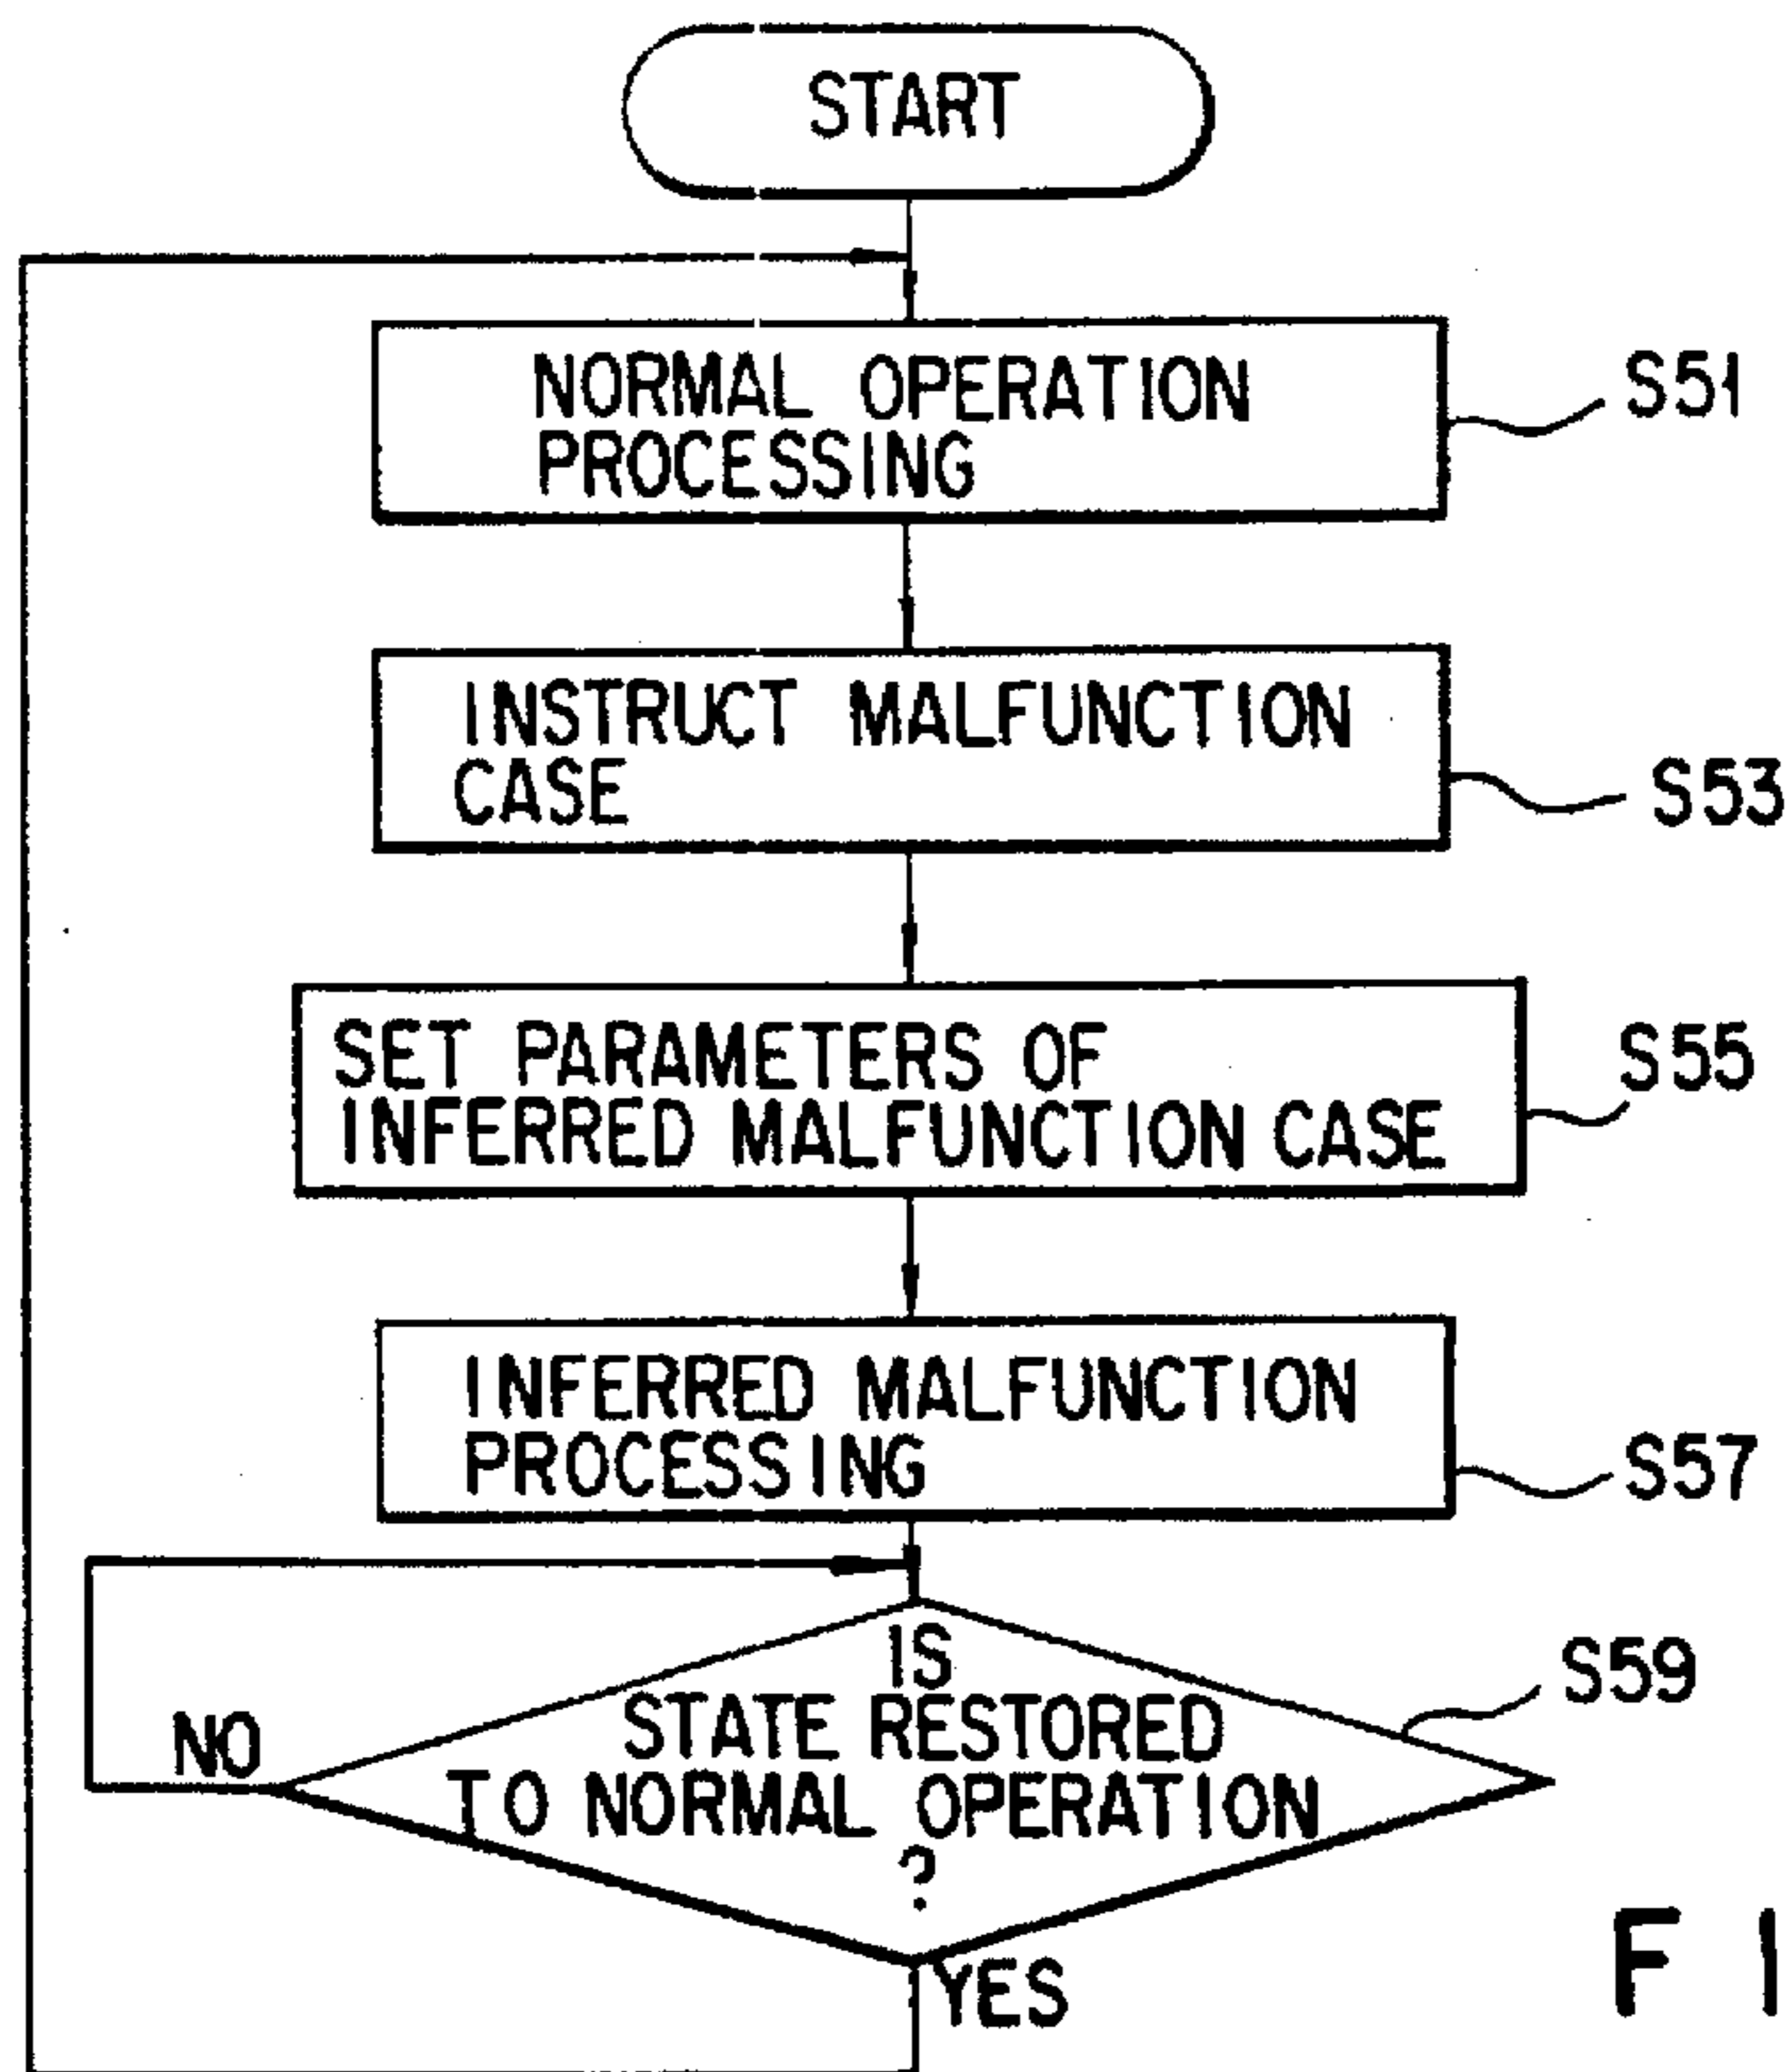 START
NORMAL OPERATION
PROCESSING
S51
INSTRUCT MALFUNCTION
CASE
S53
SET PARAMETERS OF
INFERRED MALFUNCTION CASE
S55
INFERRED MALFUNCTION
PROCESSING
S57
IS
STATE RESTORED
TO NORMAL OPERATION
?
S59
NO
YES
F I